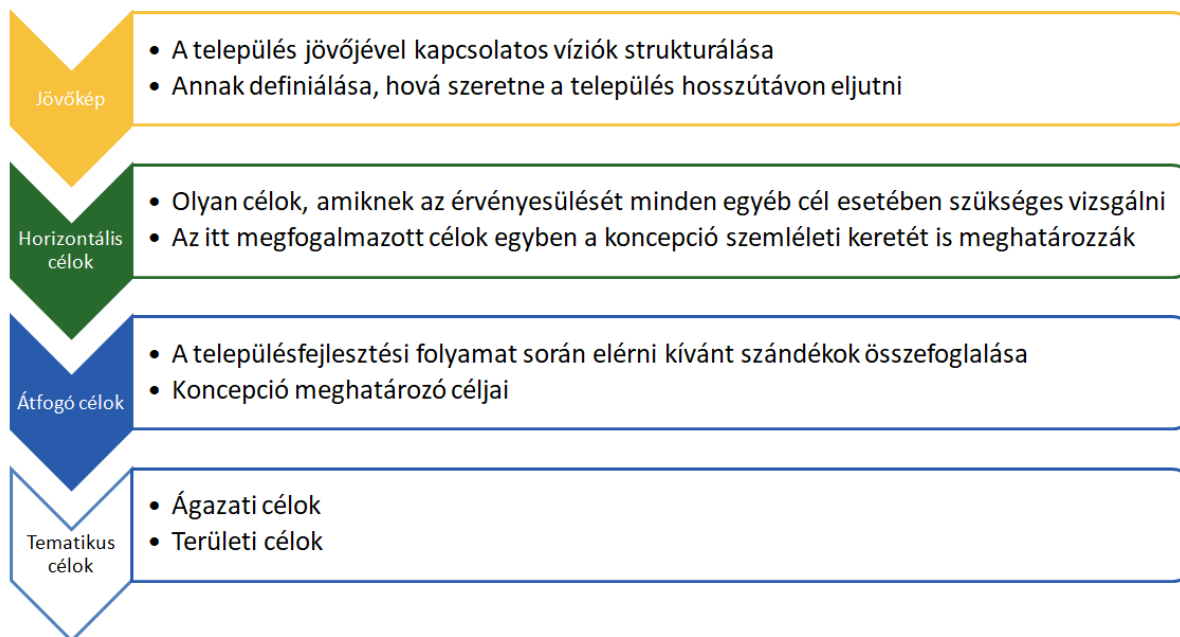 Jövőkép
• A település jövőjével kapcsolatos víziók strukturálása
• Annak definiálása, hová szeretne a település hosszútávon eljutni
Horizontális
célok
• Olyan célok, amiknek az érvényesülését minden egyéb cél esetében szükséges vizsgálni
• Az itt megfogalmazott célok egyben a koncepció szemléleti keretét is meghatározzák
Átfogó célok
• A településfejlesztési folyamat során elérni kívánt szándékok összefoglalása
• Koncepció meghatározó céljai
Tematikus
célok
• Ágazati célok
• Területi célok